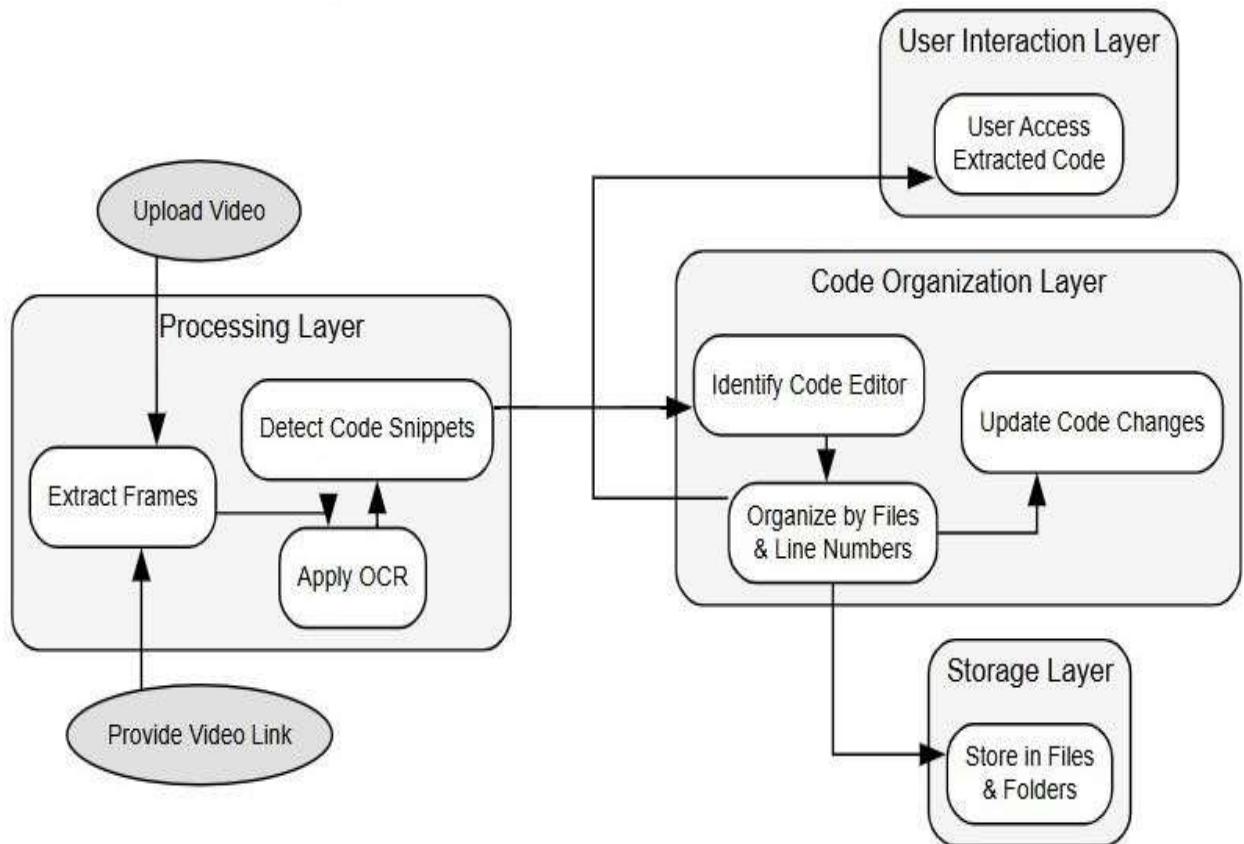 User Interaction Layer
User Access
Extracted Code
Upload Video
Code Organization Layer
Processing Layer
Identify Code Editor
Detect Code Snippets
Update Code Changes
Extract Frames
Organize by Files
& Line Numbers
Apply OCR
Storage Layer
Provide Video Link
Store in Files
& Folders